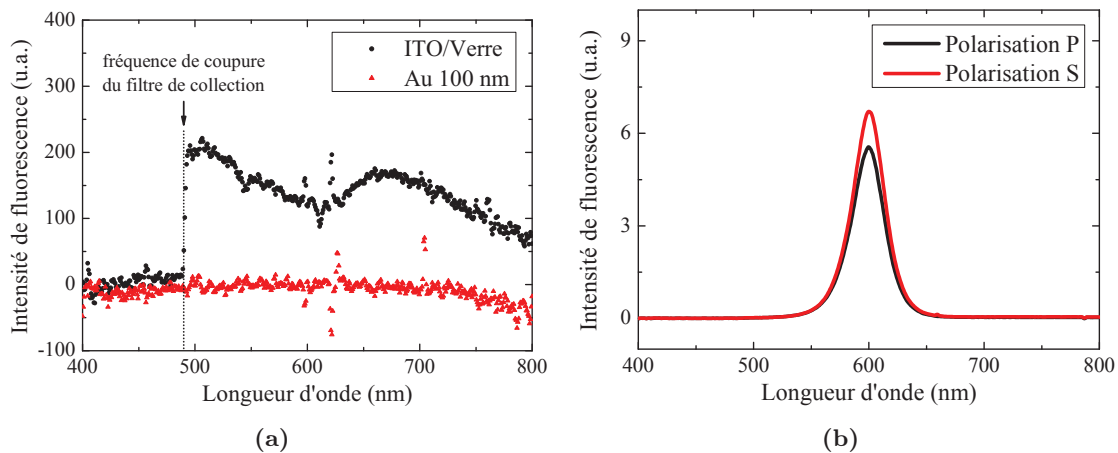 400
300
200
100
0
-100
400
500
600
700
800
Intensité de fluorescence (u.a.)
Longueur d'onde (nm)
fréquence de coupure
du filtre de collection
ITO/Verre
Au 100 nm
(a)
9
6
3
0
400
500
600
700
800
Intensité de fluorescence (u.a.)
Longueur d'onde (nm)
Polarisation P
Polarisation S
(b)